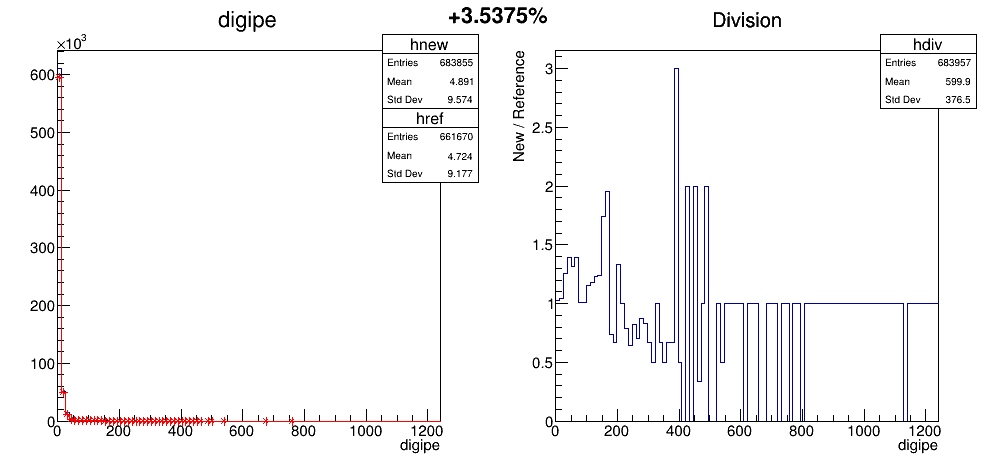 digipe
+3.5375%
Division
×10³
hnew
Entries 683855
Mean 4.891
Std Dev 9.574
href
Entries 661670
Mean 4.724
Std Dev 9.177
600
500
400
300
200
100
0
0 200 400 600 800 1000 1200
digipe
hdiv
Entries 683957
Mean 599.9
Std Dev 376.5
New / Reference
3
2.5
2
1.5
1
0.5
0
0 200 400 600 800 1000 1200
digipe